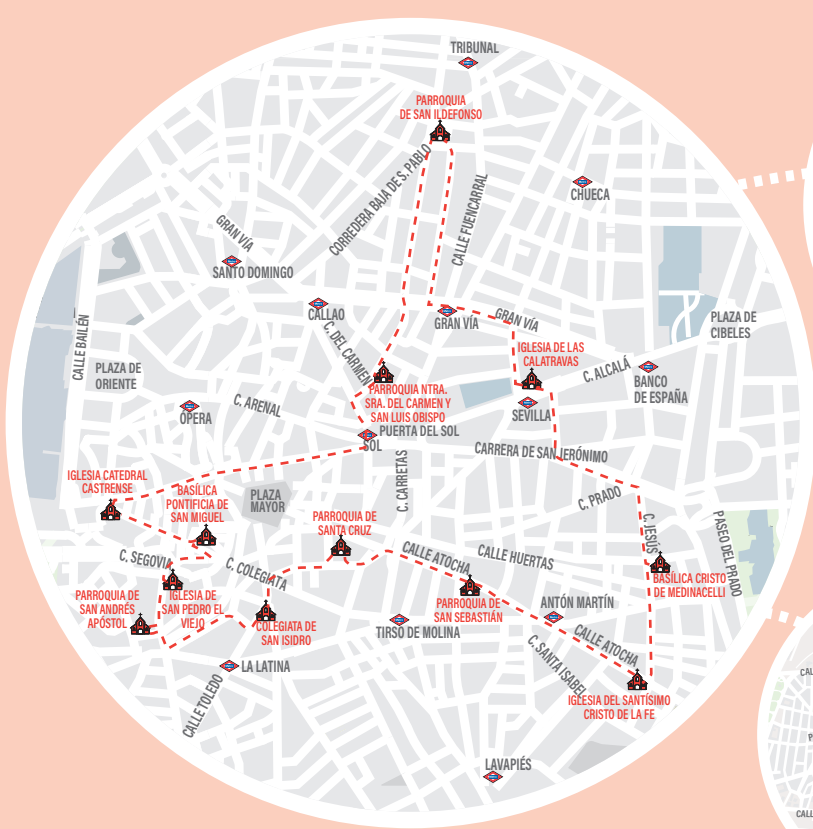 TRIBUNAL
PARROQUIA
DE SAN ILDEFONSO
CORREDERA BAJA DE S. PABLO
CALLE FUENCARRAL
CHUECA
GRAN VÍA
SANTO DOMINGO
CALLAO
GRAN VÍA
GRAN VÍA
PLAZA DE
CIBELES
CALLE BAILÉN
PLAZA DE
ORIENTE
C. DEL CARMEN
IGLESIA DE LAS
CALATRAVAS
C. ALCALÁ
BANCO
DE ESPAÑA
PARROQUIA NTRA.
SRA. DEL CARMEN Y
SAN LUIS OBISPO
SEVILLA
ÓPERA
C. ARENAL
PUERTA DEL SOL
SOL
CARRERA DE SAN JERÓNIMO
C. CARRETAS
IGLESIA CATEDRAL
CASTRENSE
BASÍLICA
PONTIFICIA DE
SAN MIGUEL
PLAZA
MAYOR
C. PRADO
PARROQUIA DE
SANTA CRUZ
C. JESÚS
PASEO DEL PRADO
C. SEGOVIA
C. COLEGIATA
CALLE ATOCHA
CALLE HUERTAS
BASÍLICA CRISTO
DE MEDINACELLI
PARROQUIA DE
SAN ANDRÉS
APÓSTOL
IGLESIA DE
SAN PEDRO EL
VIEJO
COLEGIATA DE
SAN ISIDRO
TIRSO DE MOLINA
PARROQUIA DE
SAN SEBASTIÁN
ANTÓN MARTÍN
CALLE ATOCHA
LA LATINA
CALLE TOLEDO
C. SANTA ISABEL
IGLESIA DEL SANTÍSIMO
CRISTO DE LA FE
LAVAPIÉS